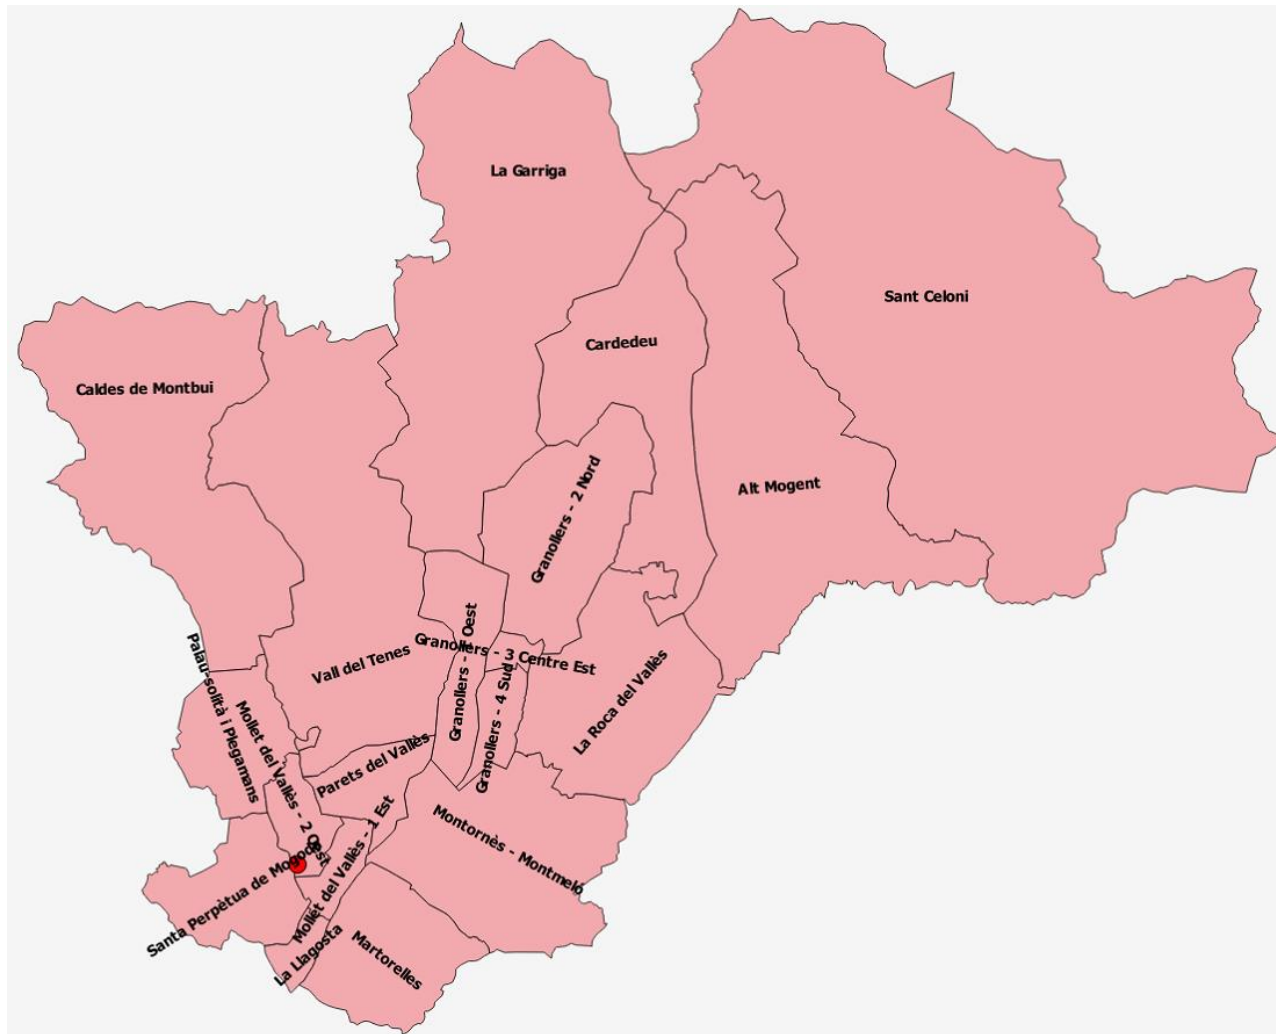 La Garriga
Sant Celoni
Cardedeu
Caldes de Montbui
Alt Mogent
Granollers - 2 Nord
Granollers - 1 Oest
Granollers - 3 Centre Est
Vall del Tenes
Granollers - 4 Sud
La Roca del Vallès
Palau-solità i Plegamans
Mollet del Vallès - 2 Oest
Parets del Vallès
Mollet del Vallès - 1 Est
Montornès - Montmeló
Santa Perpètua de Mogoda
La Llagosta
Martorelles